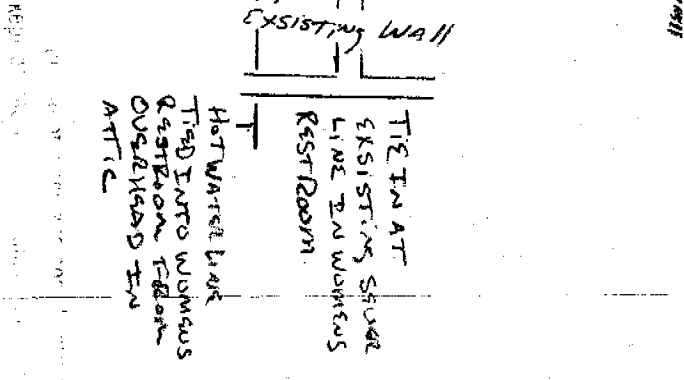 EXSISTING WAll
TIE IN AT
EXSISTING SEWER
LINE IN WOMENS
RESTROOM.
HOT WATER LINE
TIED INTO WOMENS
RESTROOM FROM
OVERHEAD IN
ATTIC